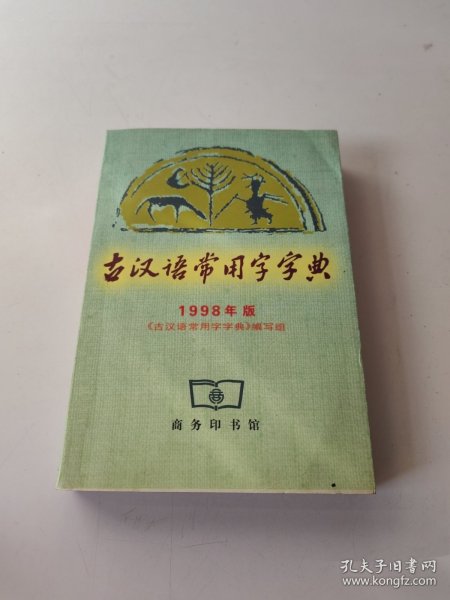 古汉语常用字字典
1998年版
《古汉语常用字字典》编写组
商务印书馆
孔夫子旧书网
www.kongfz.com